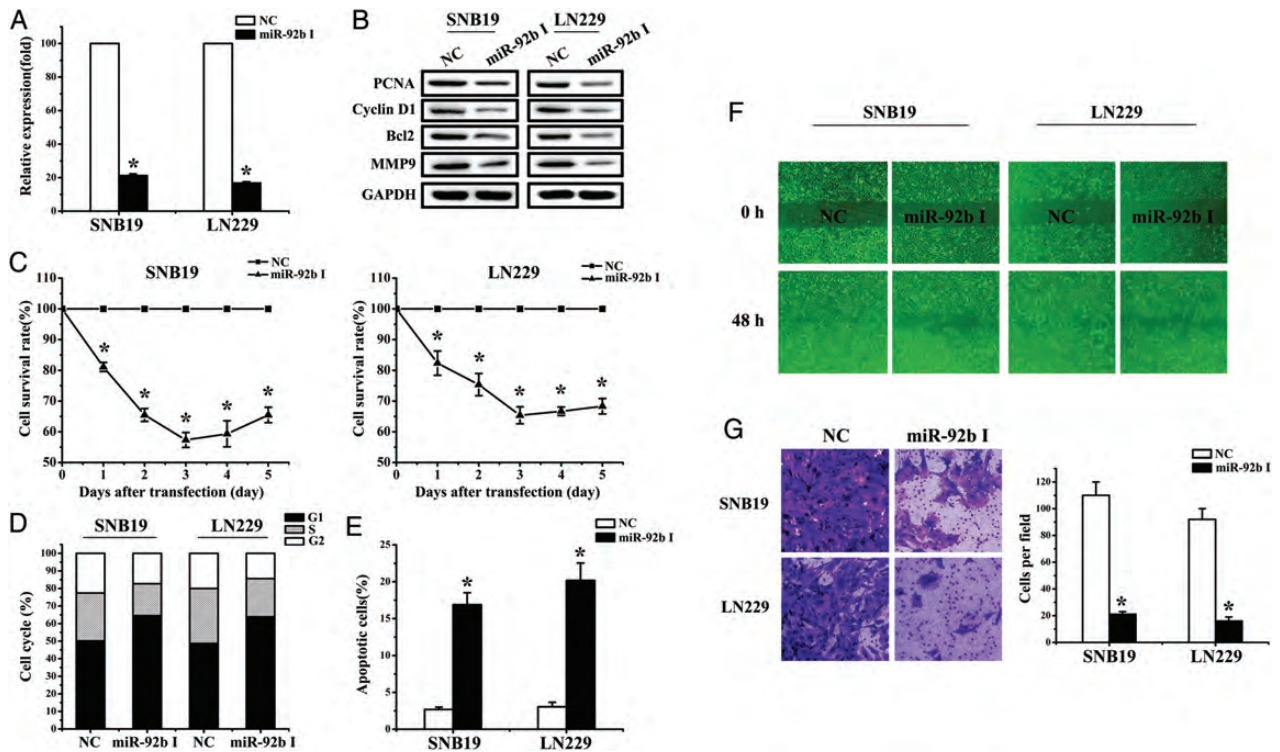 A
NC
miR-92b I
Relative expression(fold)
100
80
60
40
20
0
*
*
SNB19
LN229
B
SNB19
LN229
NC
miR-92b I
NC
miR-92b I
PCNA
Cyclin D1
Bcl2
MMP9
GAPDH
C
SNB19
NC
miR-92b I
Cell survival rate(%)
110
100
90
80
70
60
50
* * * * *
0 1 2 3 4 5
Days after transfection (day)
LN229
NC
miR-92b I
Cell survival rate(%)
110
100
90
80
70
60
50
* * * * *
0 1 2 3 4 5
Days after transfection (day)
D
SNB19
LN229
G1
S
G2
Cell cycle (%)
100
90
80
70
60
50
40
30
20
10
0
NC
miR-92b I
NC
miR-92b I
E
NC
miR-92b I
Apoptotic cells(%)
25
20
15
10
5
0
*
*
SNB19
LN229
F
SNB19
LN229
0 h
NC
miR-92b I
NC
miR-92b I
48 h
G
NC
miR-92b I
SNB19
LN229
NC
miR-92b I
Cells per field
120
100
80
60
40
20
0
*
*
SNB19
LN229